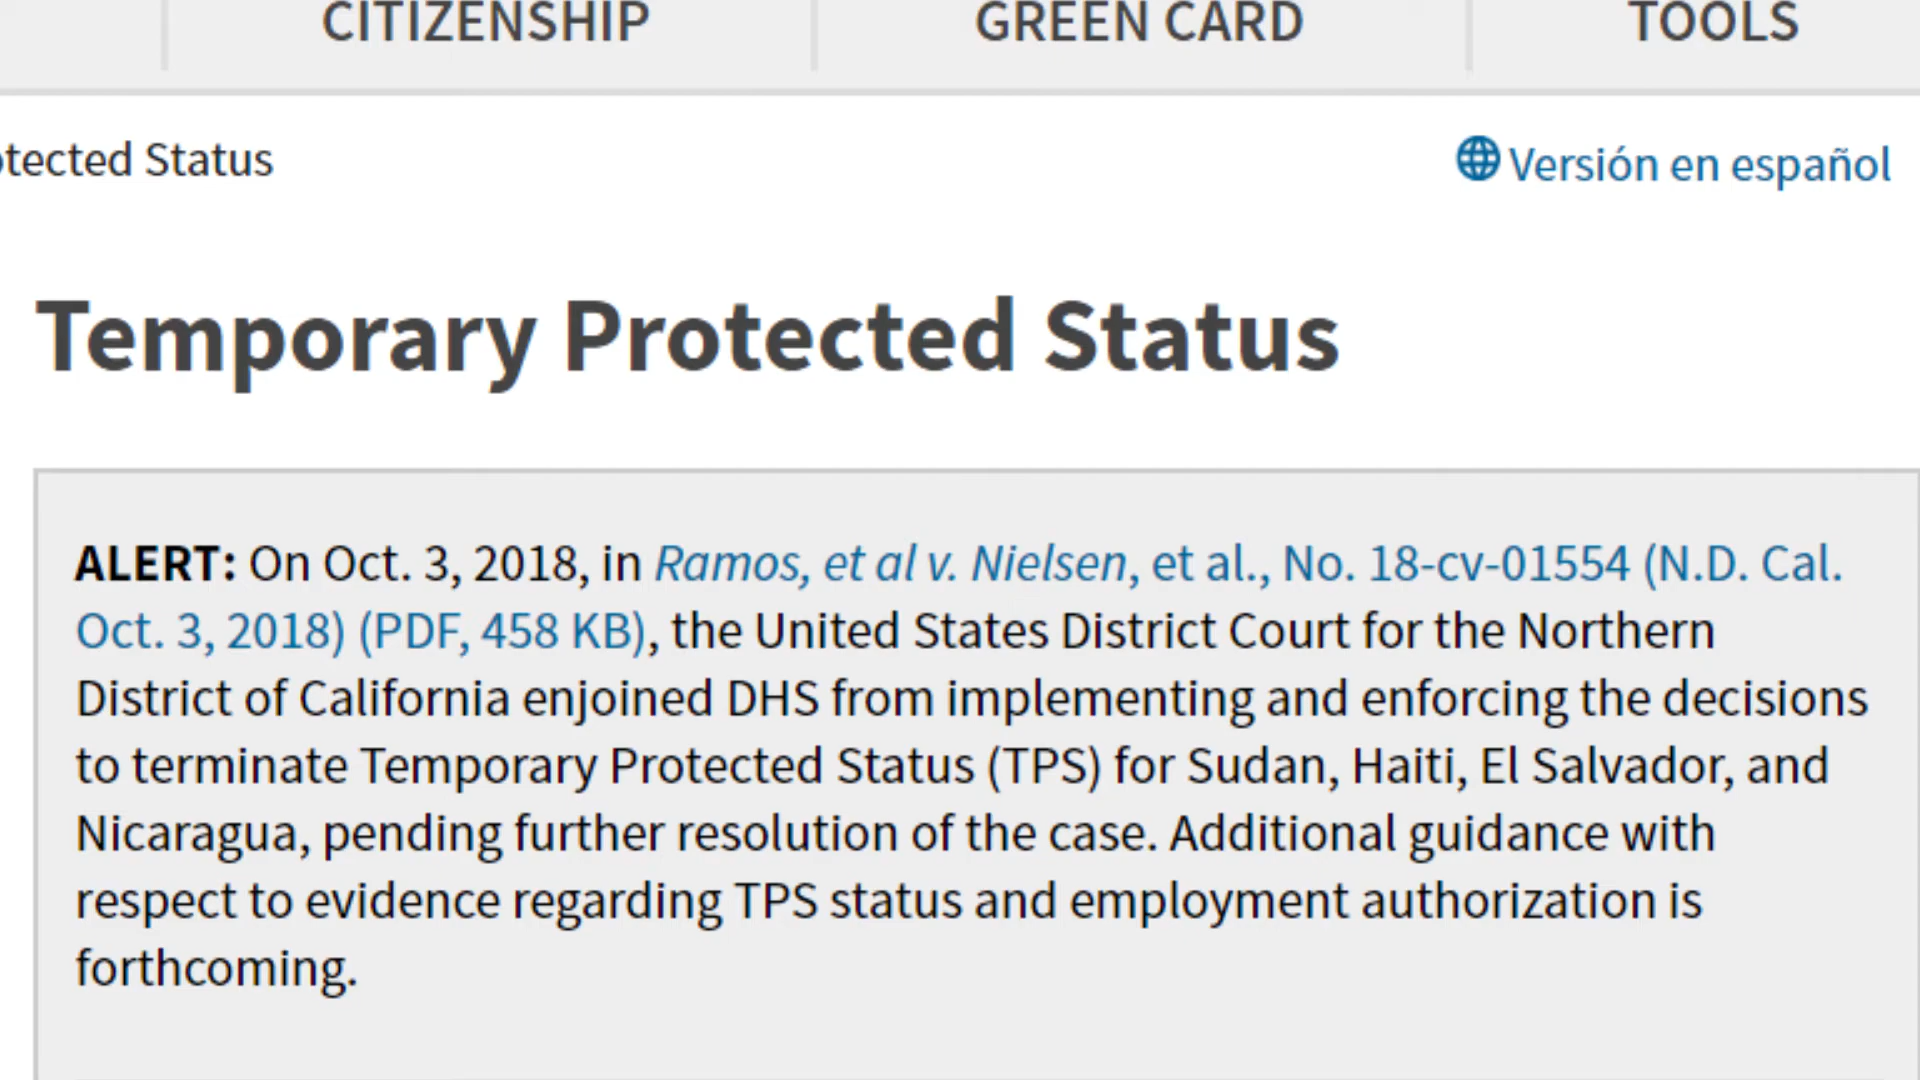 CITIZENSHIP
GREEN CARD
TOOLS
otected Status
Versión en español
Temporary Protected Status
ALERT: On Oct. 3, 2018, in Ramos, et al v. Nielsen, et al., No. 18-cv-01554 (N.D. Cal.
Oct. 3, 2018) (PDF, 458 KB), the United States District Court for the Northern
District of California enjoined DHS from implementing and enforcing the decisions
to terminate Temporary Protected Status (TPS) for Sudan, Haiti, El Salvador, and
Nicaragua, pending further resolution of the case. Additional guidance with
respect to evidence regarding TPS status and employment authorization is
forthcoming.